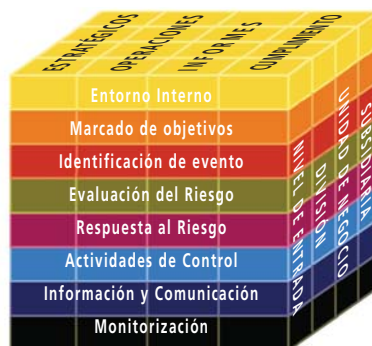 ESTRATÉGICOS
OPERACIONES
INFORMES
CUMPLIMIENTO
Entorno Interno
Marcado de objetivos
Identificación de evento
Evaluación del Riesgo
Respuesta al Riesgo
Actividades de Control
Información y Comunicación
Monitorización
NIVEL DE ENTRADA
DIVISIÓN
UNIDAD DE NEGOCIO
SUBSIDIARIA